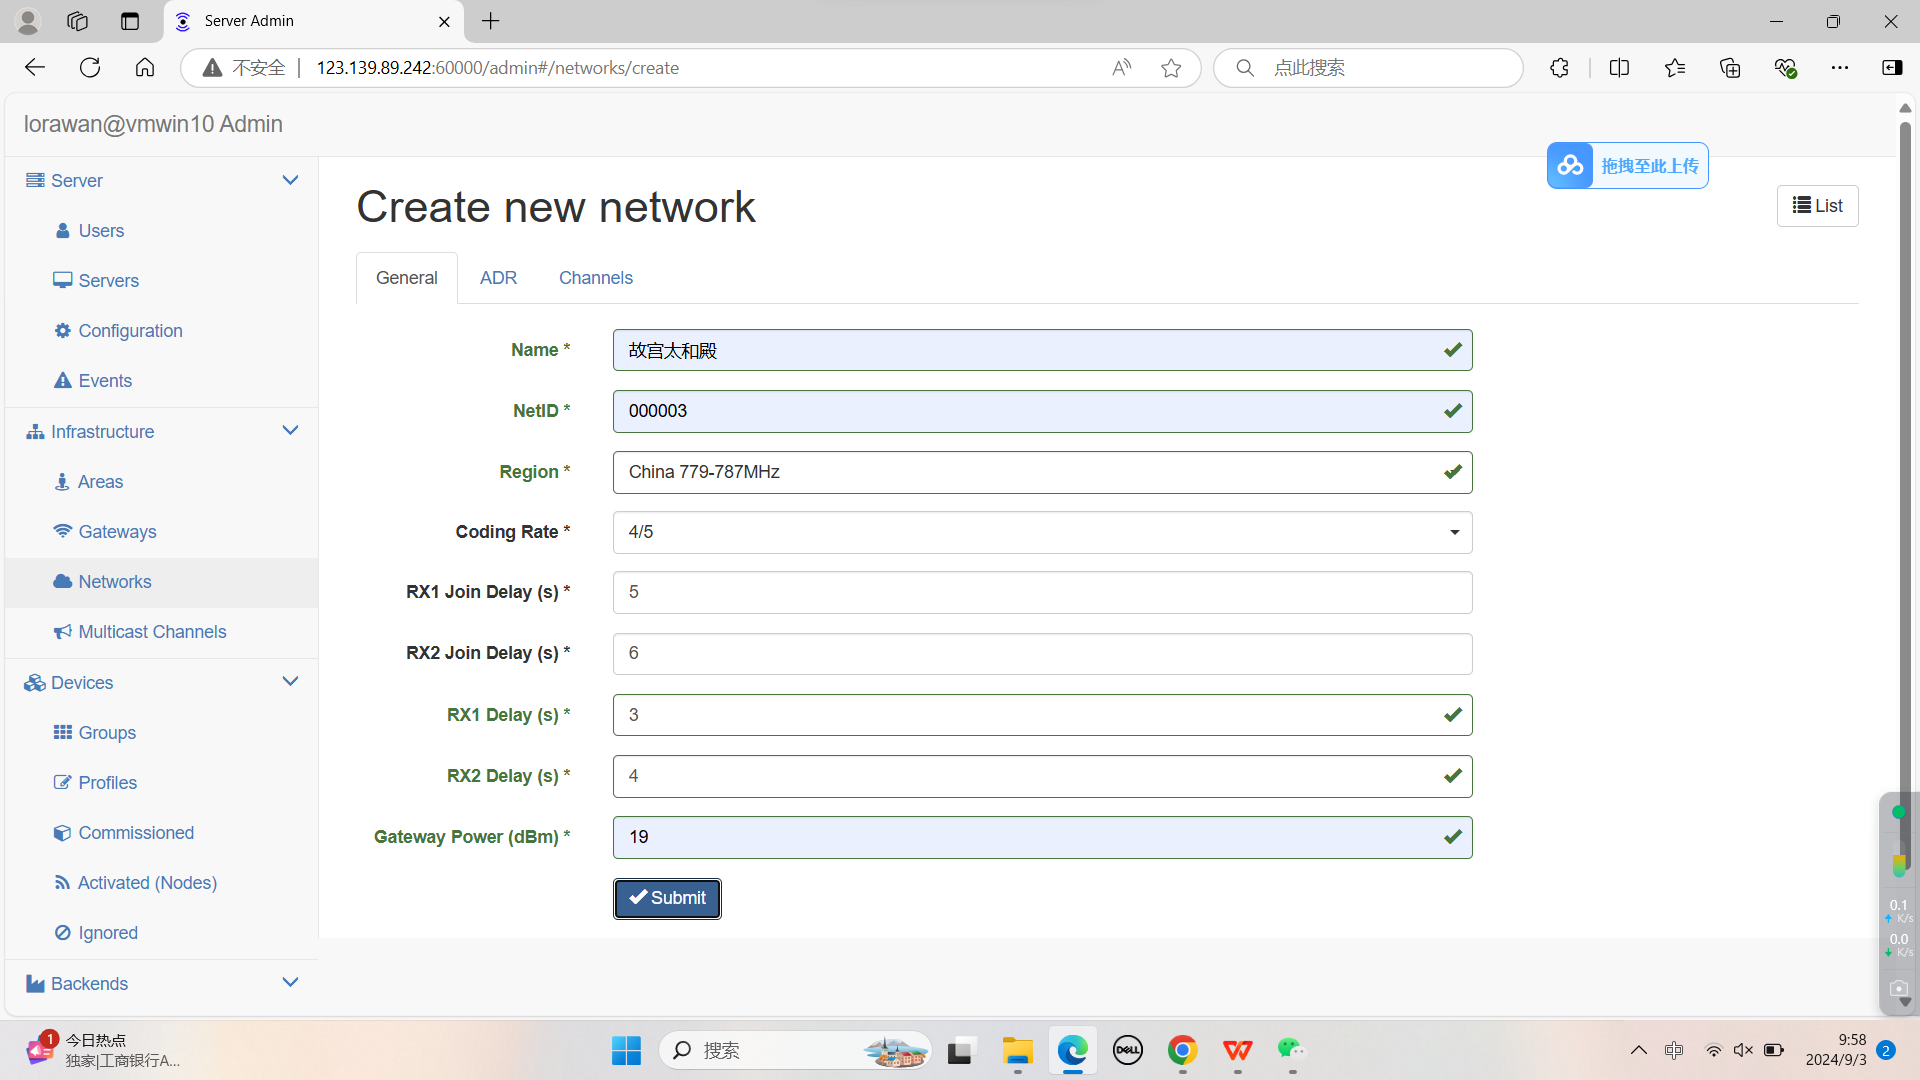 Server Admin
不安全
123.139.89.242:60000/admin#/networks/create
点此搜索
lorawan@vmwin10 Admin
拖拽至此上传
Server
Users
Servers
Configuration
Events
Infrastructure
Areas
Gateways
Networks
Multicast Channels
Devices
Groups
Profiles
Commissioned
Activated (Nodes)
Ignored
Backends
Create new network
List
General
ADR
Channels
Name *
故宫太和殿
NetID *
000003
Region *
China 779-787MHz
Coding Rate *
4/5
RX1 Join Delay (s) *
5
RX2 Join Delay (s) *
6
RX1 Delay (s) *
3
RX2 Delay (s) *
4
Gateway Power (dBm) *
19
Submit
0.1
K/s
0.0
K/s
1
今日热点
独家|工商银行A...
搜索
DELL
中
9:58
2024/9/3
2